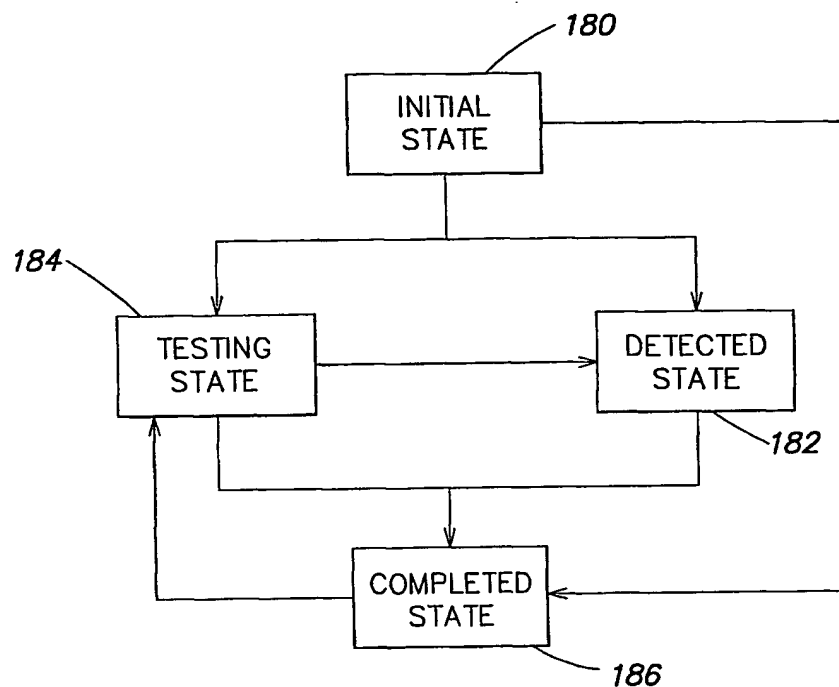 180
INITIAL
STATE
184
TESTING
STATE
DETECTED
STATE
182
COMPLETED
STATE
186